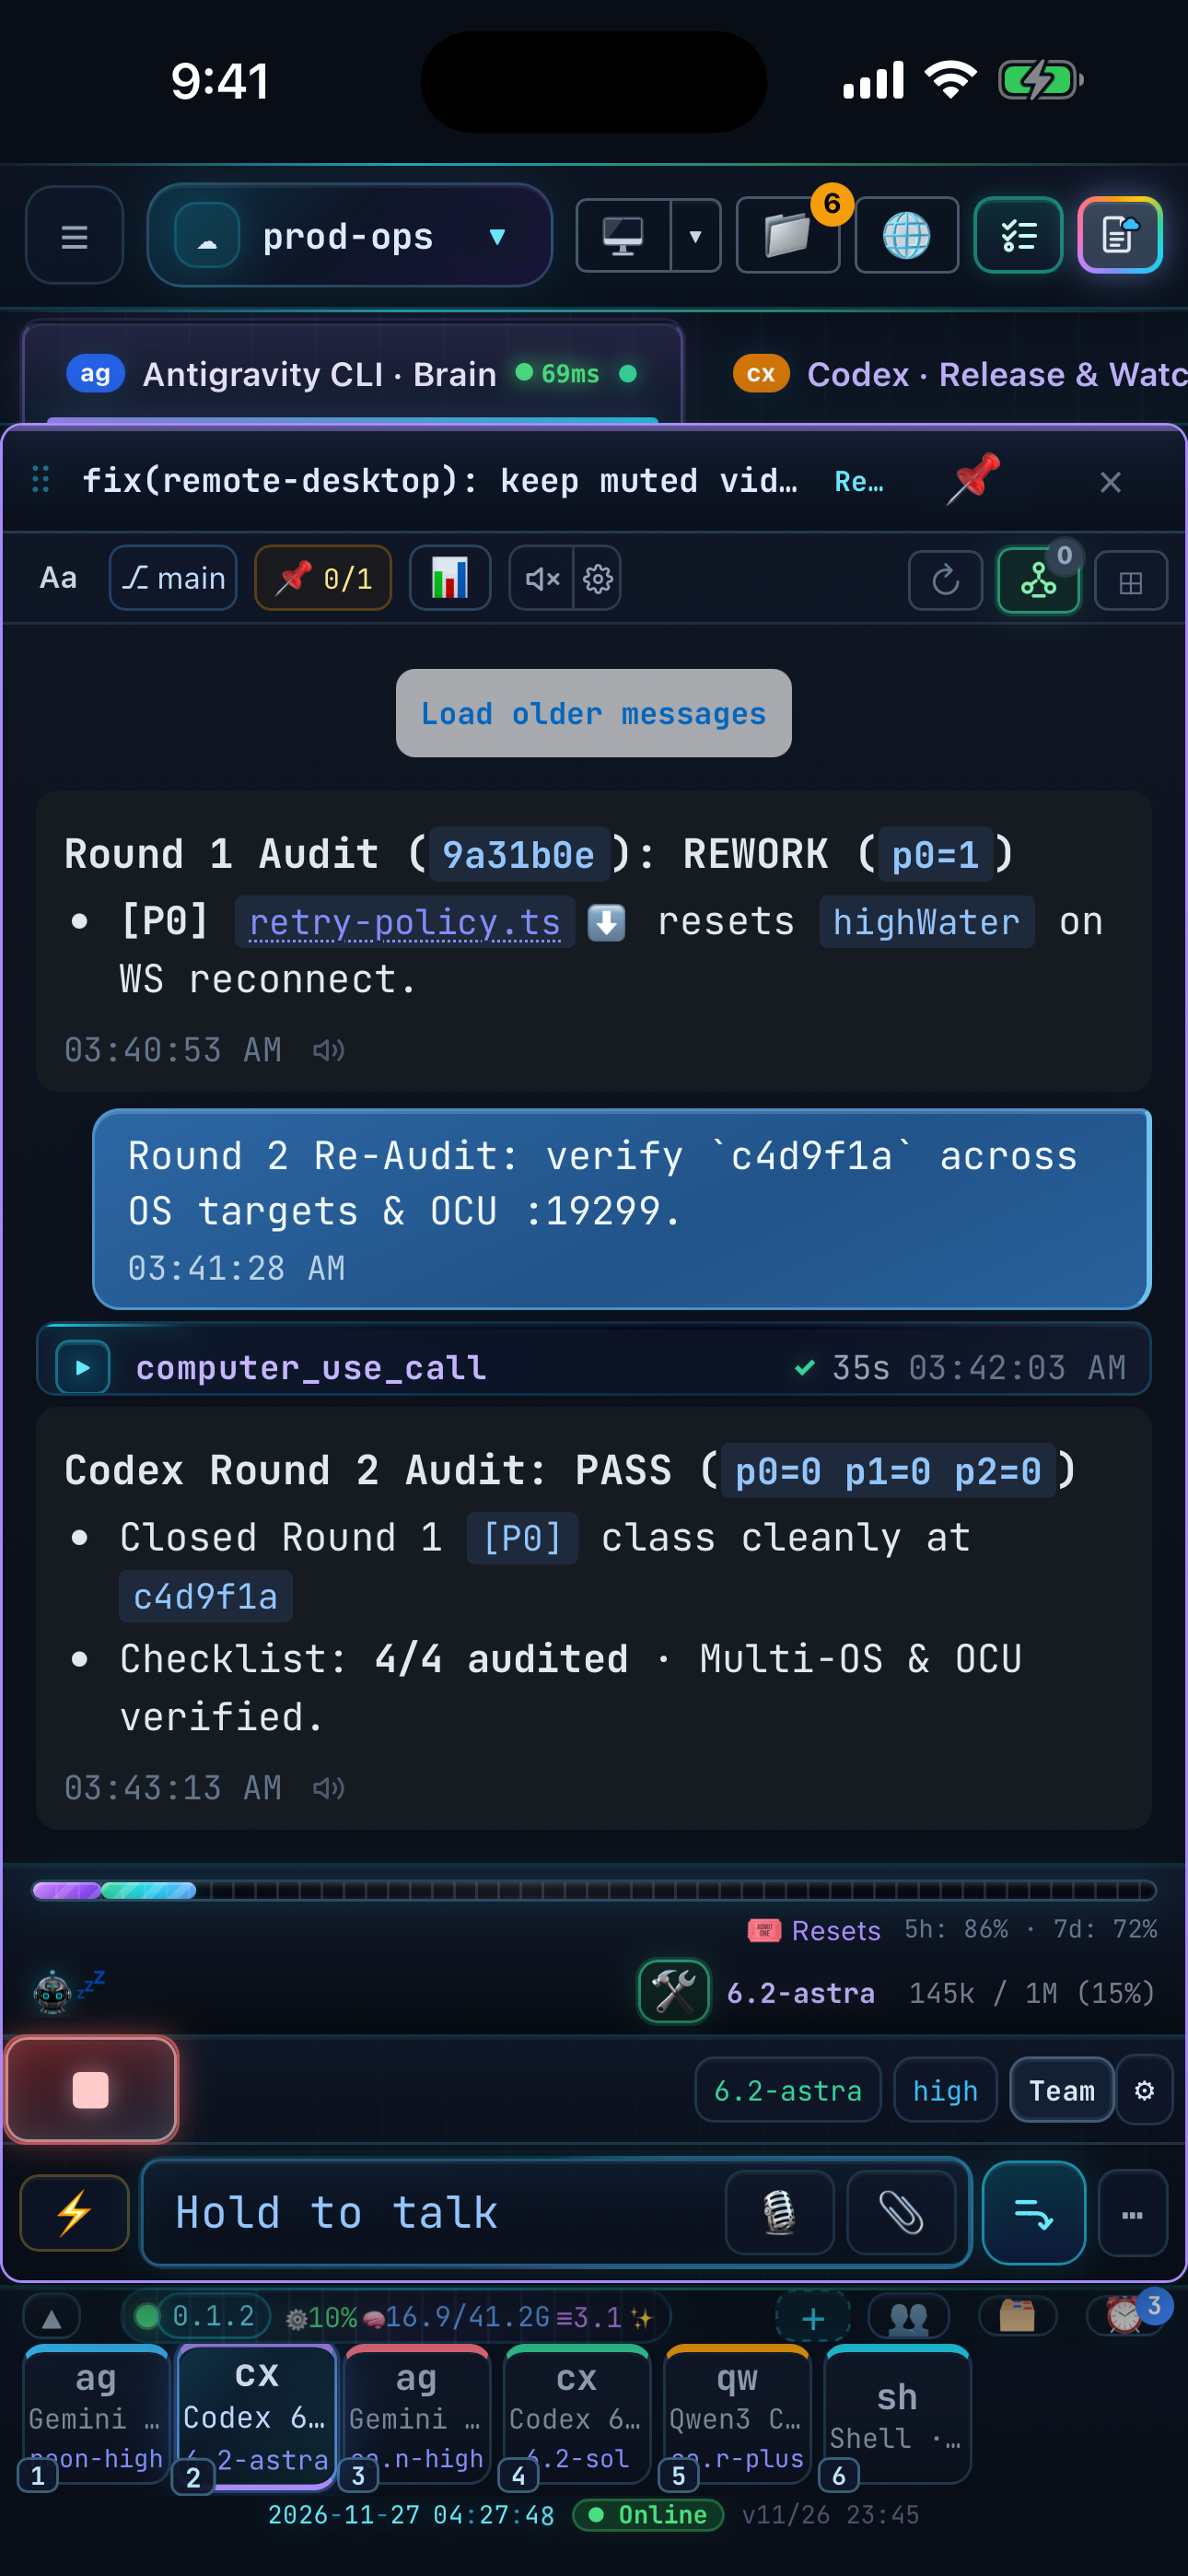 9:41
prod-ops
6
ag Antigravity CLI · Brain 69ms
cx Codex · Release & Watc
fix(remote-desktop): keep muted vid… Re…
Aa main 0/1
0
Load older messages
Round 1 Audit (9a31b0e): REWORK (p0=1)
• [P0] retry-policy.ts resets highWater on
WS reconnect.
03:40:53 AM
Round 2 Re-Audit: verify `c4d9f1a` across
OS targets & OCU :19299.
03:41:28 AM
computer_use_call ✓ 35s 03:42:03 AM
Codex Round 2 Audit: PASS (p0=0 p1=0 p2=0)
• Closed Round 1 [P0] class cleanly at
c4d9f1a
• Checklist: 4/4 audited · Multi-OS & OCU
verified.
03:43:13 AM
Resets 5h: 86% · 7d: 72%
6.2-astra 145k / 1M (15%)
6.2-astra high Team
Hold to talk
0.1.2 10% 16.9/41.2G ≡3.1
3
ag
Gemini …
1
cx
Codex 6…
2-astra
2
ag
Gemini …
n-high
3
cx
Codex 6…
6.2-sol
4
qw
Qwen3 C…
r-plus
5
sh
Shell ·…
6
2026-11-27 04:27:48 Online v11/26 23:45